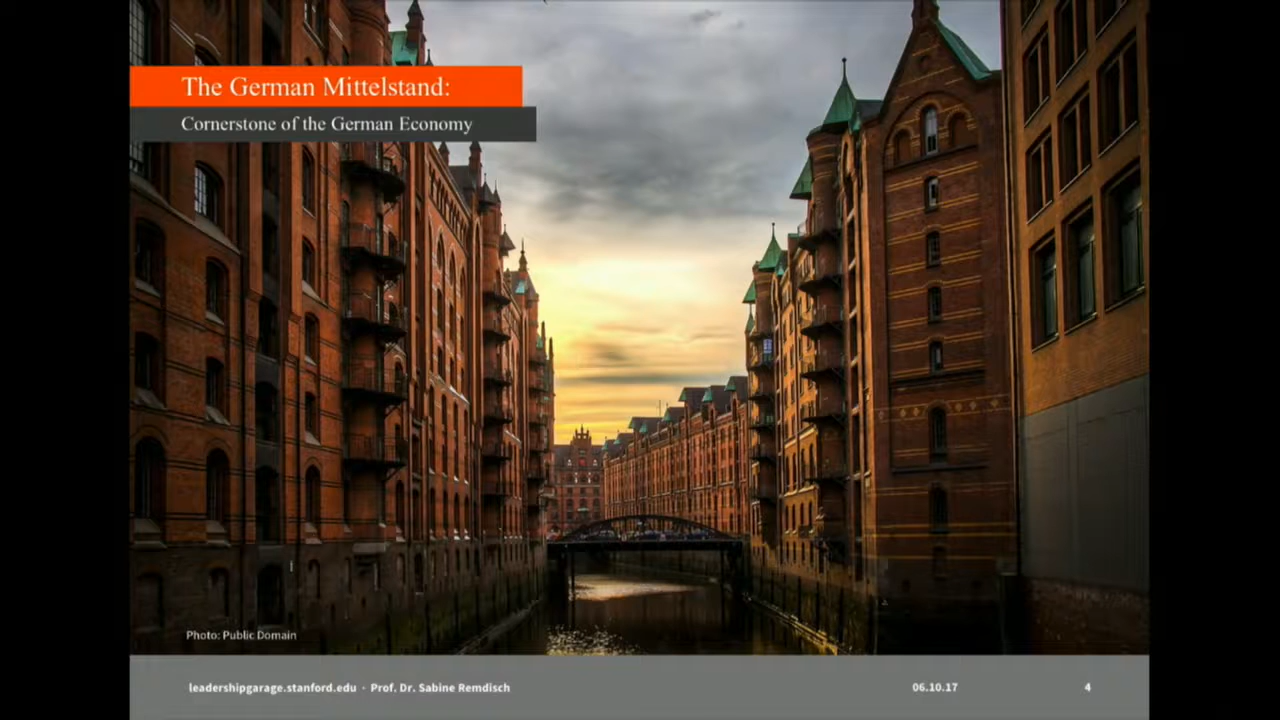 The German Mittelstand:
Cornerstone of the German Economy
Photo: Public Domain
leadershipgarage.stanford.edu · Prof. Dr. Sabine Remdisch
06.10.17
4